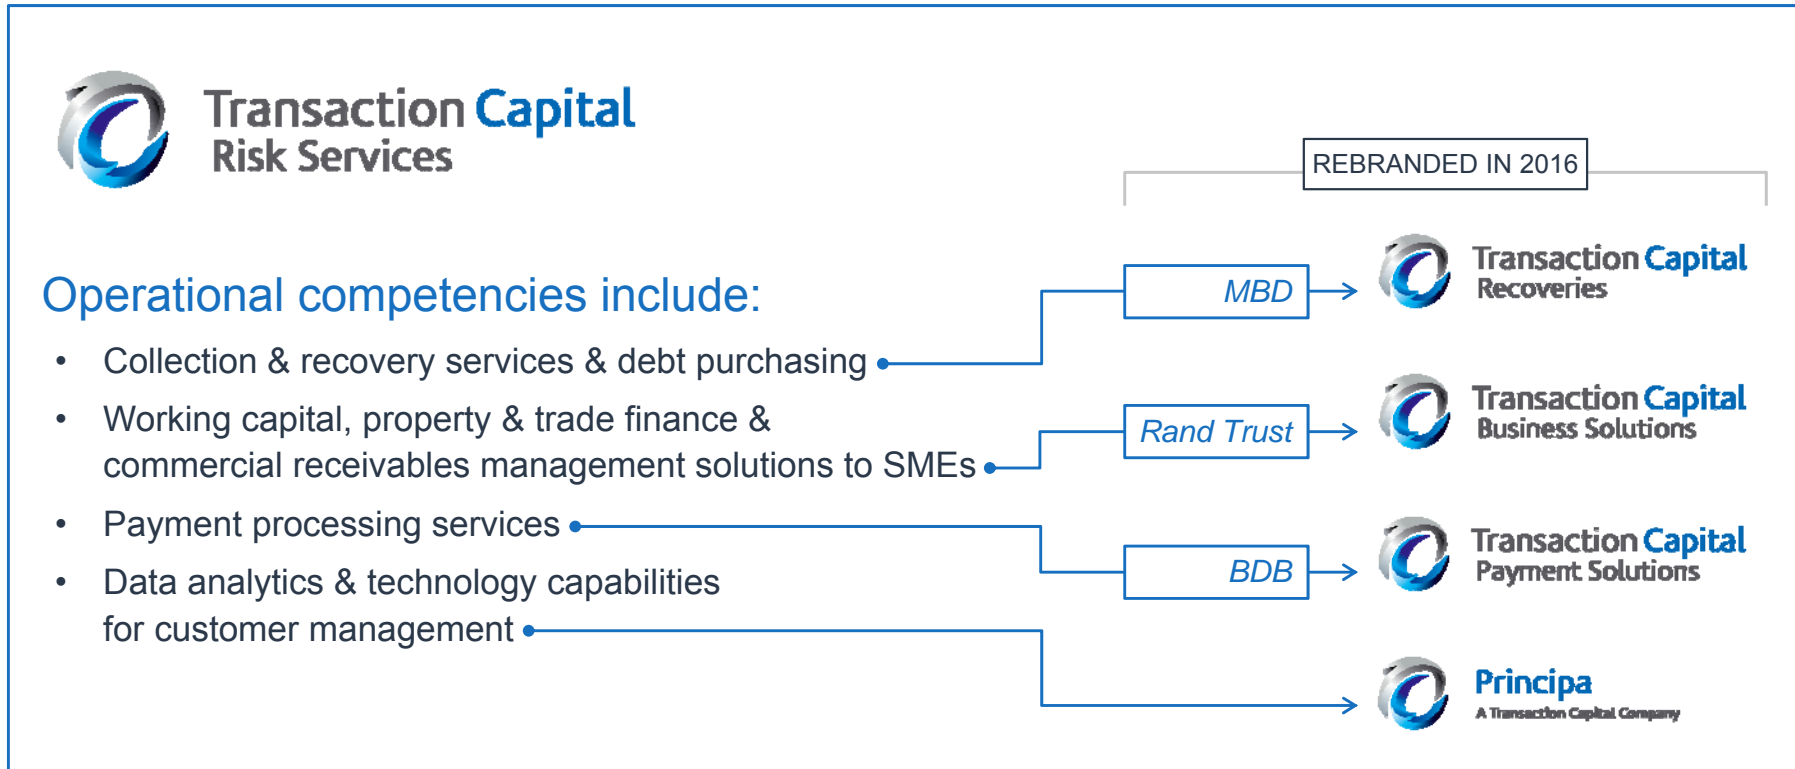 Transaction Capital
Risk Services
REBRANDED IN 2016
Operational competencies include:
• Collection & recovery services & debt purchasing
MBD
Transaction Capital
Recoveries
• Working capital, property & trade finance &
commercial receivables management solutions to SMEs
Rand Trust
Transaction Capital
Business Solutions
• Payment processing services
BDB
Transaction Capital
Payment Solutions
• Data analytics & technology capabilities
for customer management
Principa
A Transaction Capital Company